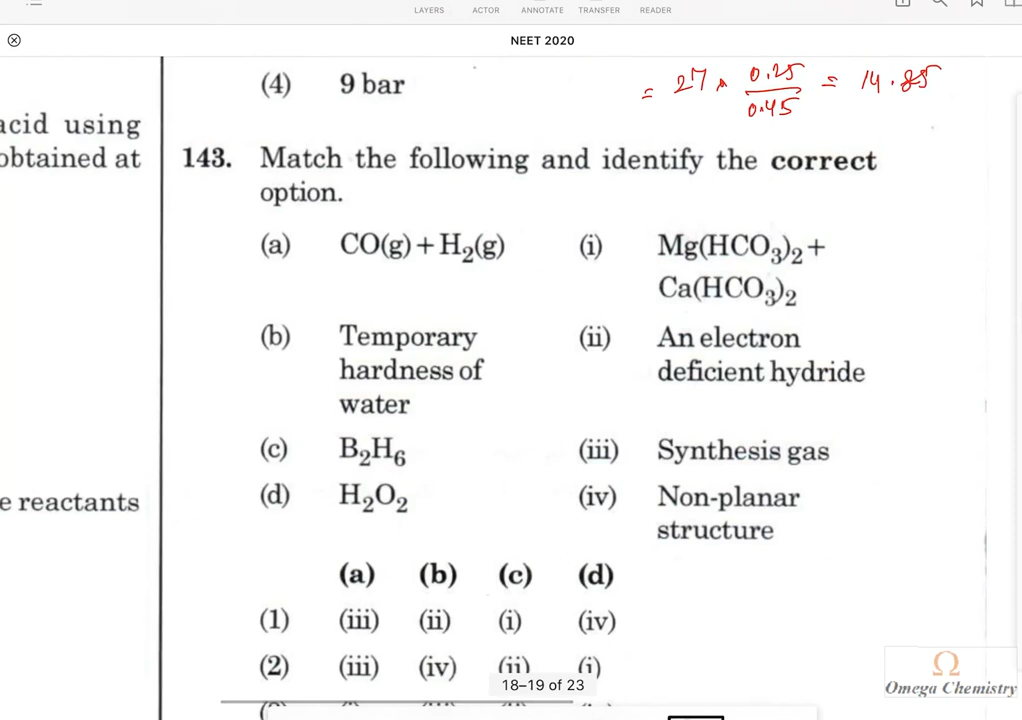 LAYERS ACTOR ANNOTATE TRANSFER READER
NEET 2020
(4) 9 bar
= 27 × 0.25 / 0.45 = 14.85
acid using
obtained at
143. Match the following and identify the correct
option.
(a) CO(g) + H₂(g) (i) Mg(HCO₃)₂ +
Ca(HCO₃)₂
(b) Temporary (ii) An electron
hardness of deficient hydride
water
(c) B₂H₆ (iii) Synthesis gas
(d) H₂O₂ (iv) Non-planar
e reactants
structure
(a) (b) (c) (d)
(1) (iii) (ii) (i) (iv)
(2) (iii) (iv) (ii) (i)
18–19 of 23
Ω
Omega Chemistry